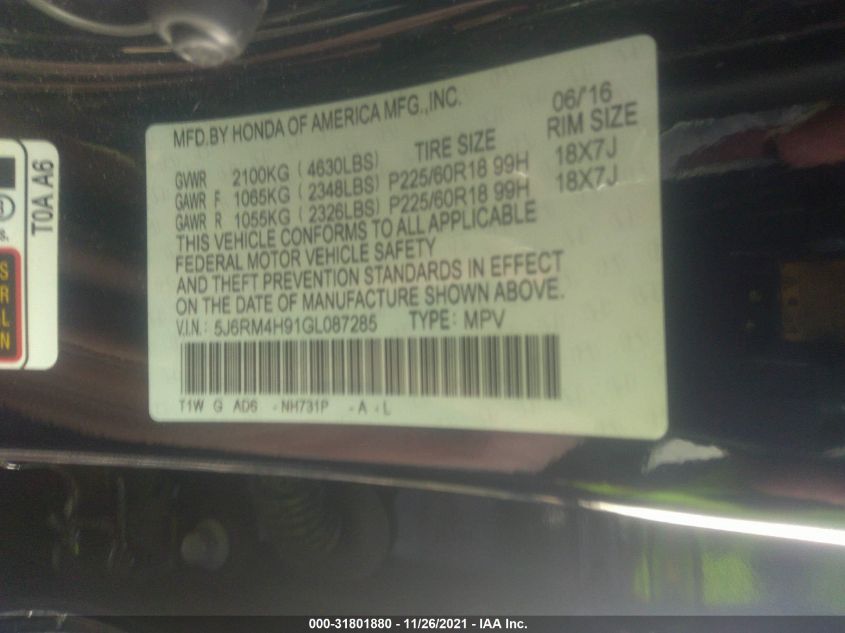 MFD.BY HONDA OF AMERICA MFG.,INC. 06/'16
TIRE SIZE RIM SIZE
GVWR 2100KG ( 4630LBS)
GAWR F 1065KG ( 2348LBS) P225/60R18 99H 18X7J
GAWR R 1055KG ( 2326LBS) P225/60R18 99H 18X7J
THIS VEHICLE CONFORMS TO ALL APPLICABLE
FEDERAL MOTOR VEHICLE SAFETY
AND THEFT PREVENTION STANDARDS IN EFFECT
ON THE DATE OF MANUFACTURE SHOWN ABOVE.
V.I.N.: 5J6RM4H91GL087285 TYPE: MPV
T1W G AD6 - NH731P - A - L
T0A A6
000-31801880 - 11/26/2021 - IAA Inc.